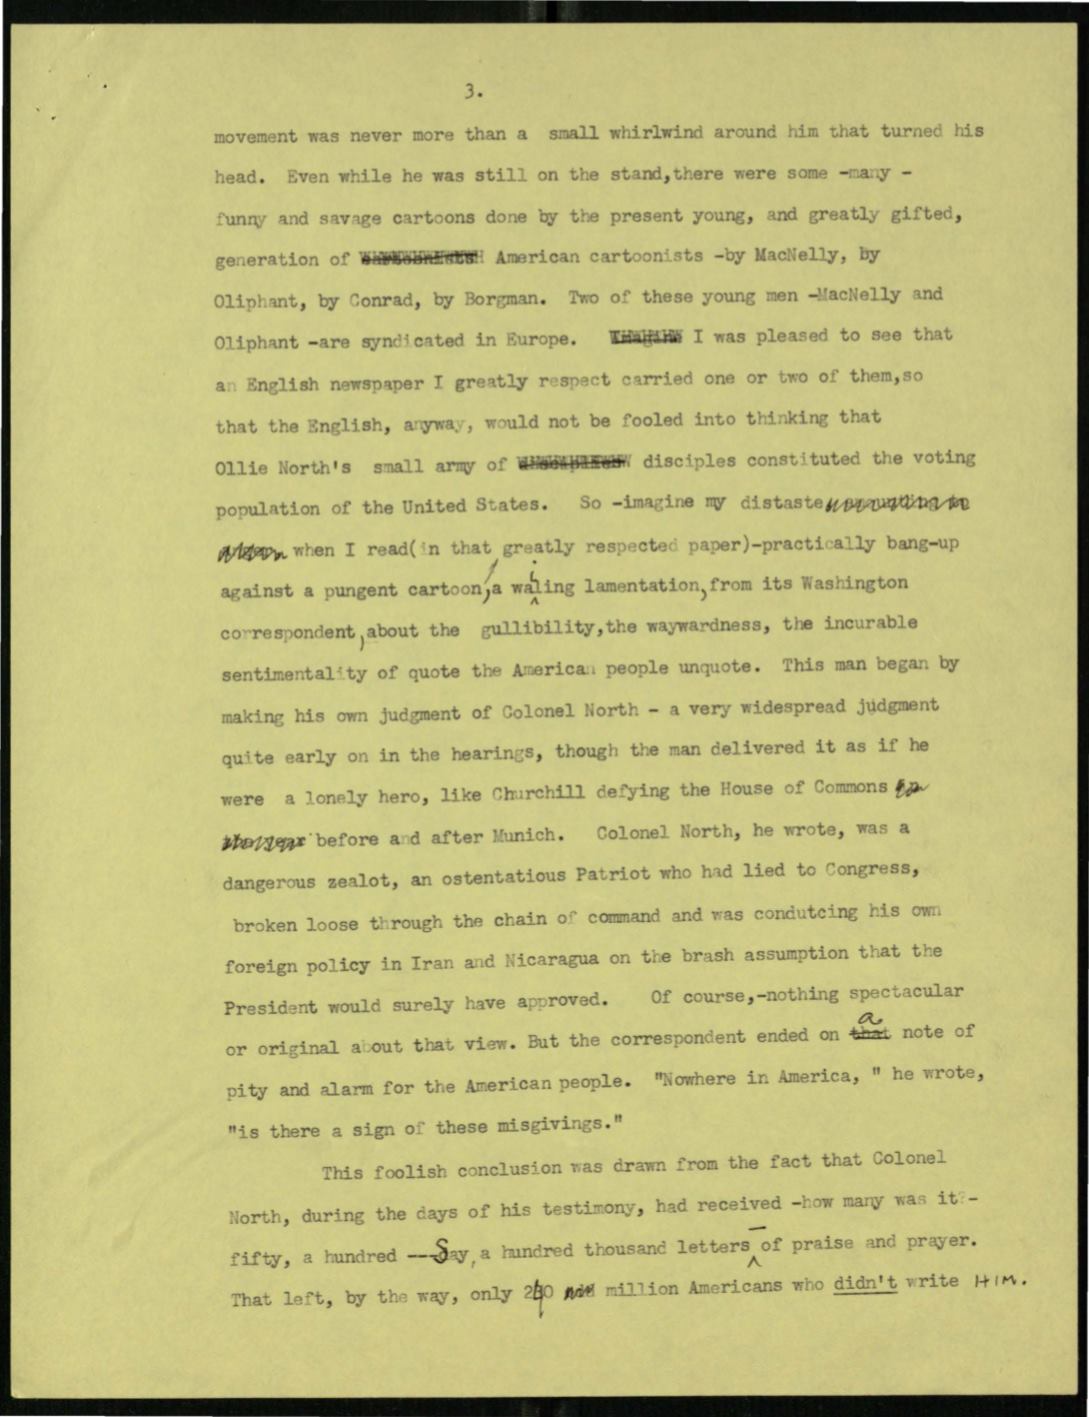 3.
movement was never more than a small whirlwind around him that turned his
head. Even while he was still on the stand,there were some -many -
funny and savage cartoons done by the present young, and greatly gifted,
generation of American cartoonists -by MacNelly, by
Oliphant, by Conrad, by Borgman. Two of these young men -MacNelly and
Oliphant -are syndicated in Europe. I was pleased to see that
an English newspaper I greatly respect carried one or two of them,so
that the English, anyway, would not be fooled into thinking that
Ollie North's small army of disciples constituted the voting
population of the United States. So -imagine my distaste
when I read(in that greatly respected paper)-practically bang-up
against a pungent cartoon,a wailing lamentation,from its Washington
correspondent,about the gullibility,the waywardness, the incurable
sentimentality of quote the American people unquote. This man began by
making his own judgment of Colonel North - a very widespread judgment
quite early on in the hearings, though the man delivered it as if he
were a lonely hero, like Churchill defying the House of Commons
before and after Munich. Colonel North, he wrote, was a
dangerous zealot, an ostentatious Patriot who had lied to Congress,
broken loose through the chain of command and was condutcing his own
foreign policy in Iran and Nicaragua on the brash assumption that the
President would surely have approved. Of course,-nothing spectacular
or original about that view. But the correspondent ended on a note of
pity and alarm for the American people. "Nowhere in America, " he wrote,
"is there a sign of these misgivings."
This foolish conclusion was drawn from the fact that Colonel
North, during the days of his testimony, had received -how many was it?-
fifty, a hundred --Say, a hundred thousand letters - of praise and prayer.
That left, by the way, only million Americans who didn't write HIM.